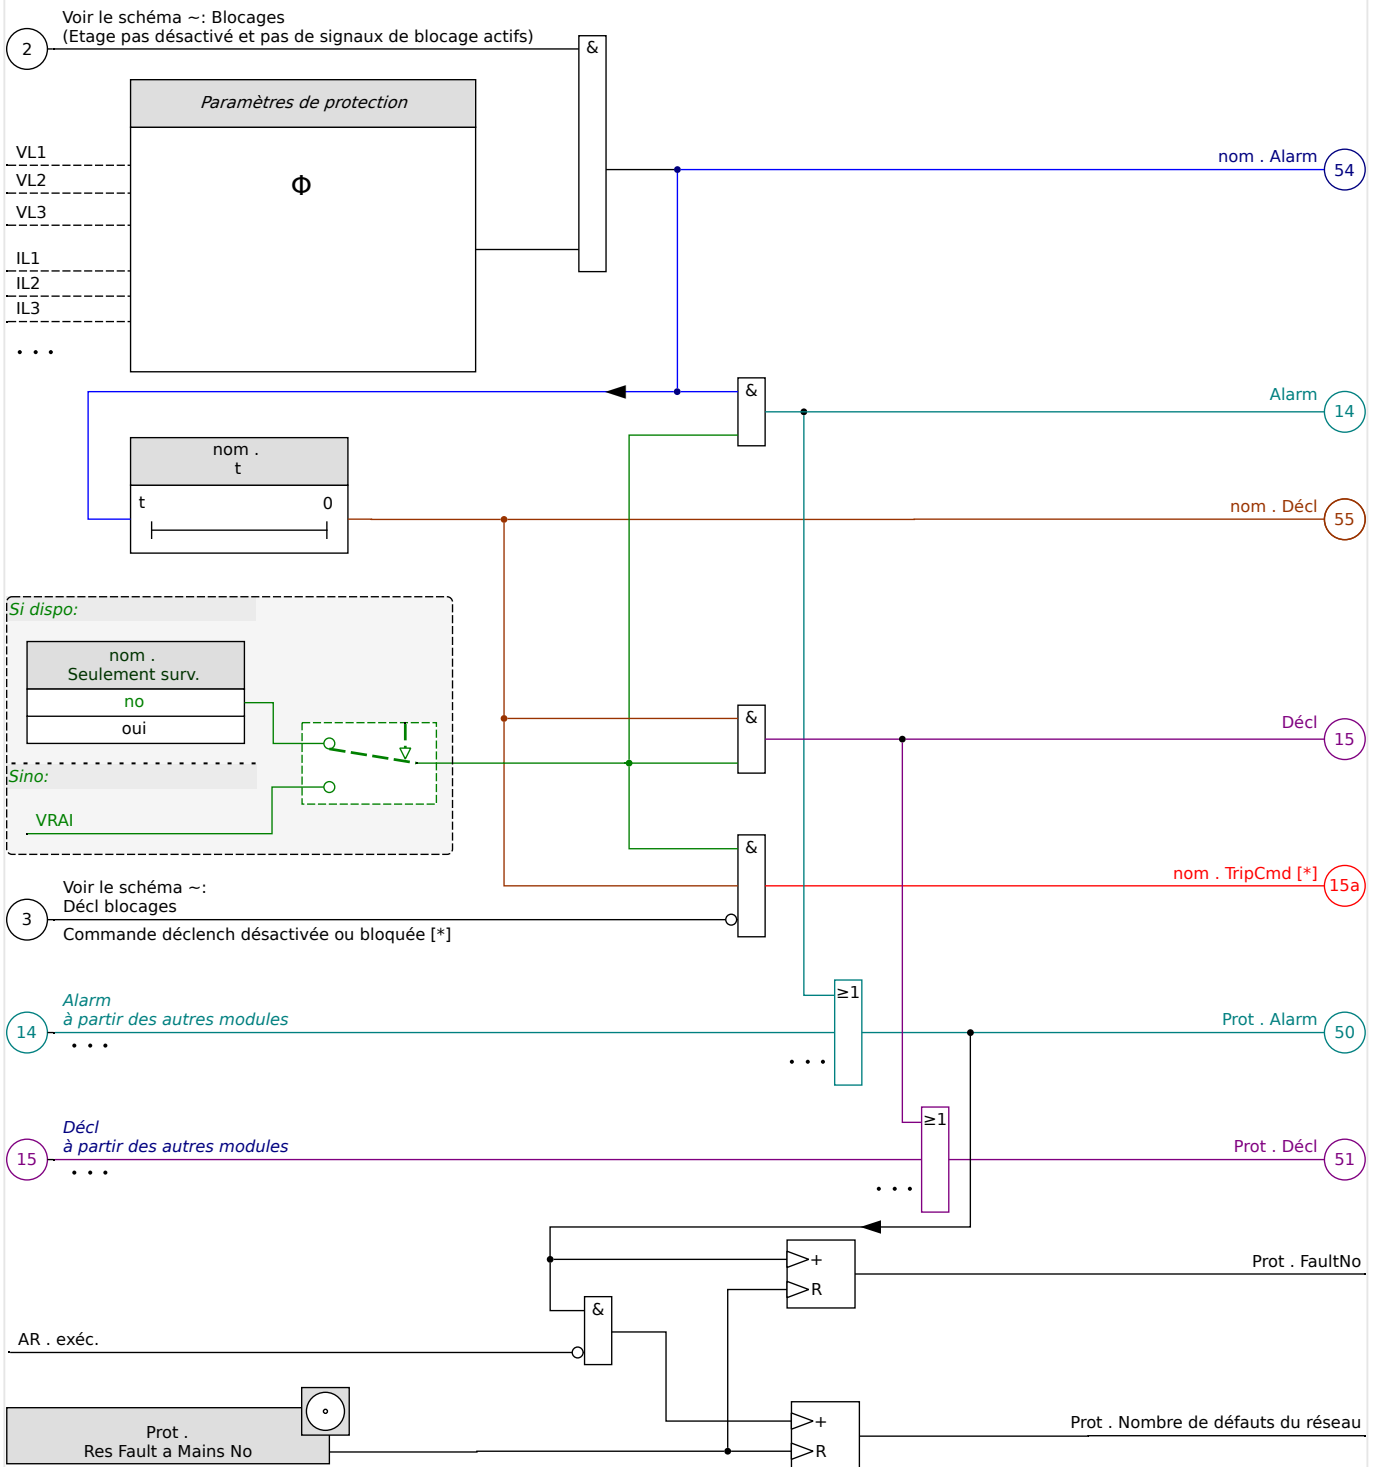 Voir le schéma ~: Blocages
(Etage pas désactivé et pas de signaux de blocage actifs)
2
&
Paramètres de protection
Φ
VL1
VL2
VL3
IL1
IL2
IL3
• • •
nom . Alarm
54
&
Alarm
14
nom .
t
t
0
nom . Décl
55
Si dispo:
nom .
Seulement surv.
no
oui
Sino:
VRAI
&
Décl
15
&
nom . TripCmd [*]
15a
Voir le schéma ~:
Décl blocages
3
Commande déclench désactivée ou bloquée [*]
Alarm
à partir des autres modules
14
• • •
≥1
• • •
Prot . Alarm
50
Décl
à partir des autres modules
15
• • •
≥1
• • •
Prot . Décl
51
+
R
Prot . FaultNo
&
AR . exéc.
Prot .
Res Fault a Mains No
+
R
Prot . Nombre de défauts du réseau